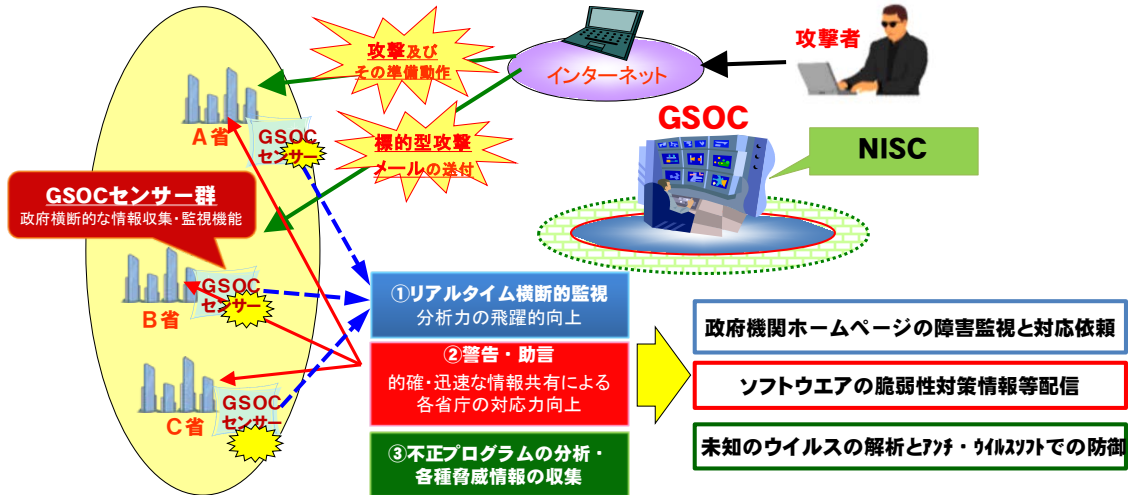 攻撃及び
その準備動作
インターネット
攻撃者
A省
GSOC
センサー
標的型攻撃
メールの送付
GSOC
NISC
GSOCセンサー群
政府横断的な情報収集・監視機能
B省
GSOC
センサー
C省
GSOC
センサー
①リアルタイム横断的監視
分析力の飛躍的向上
②警告・助言
的確・迅速な情報共有による
各省庁の対応力向上
③不正プログラムの分析・
各種脅威情報の収集
政府機関ホームページの障害監視と対応依頼
ソフトウエアの脆弱性対策情報等配信
未知のウイルスの解析とｱﾝﾁ・ｳｲﾙｽｿﾌﾄでの防御